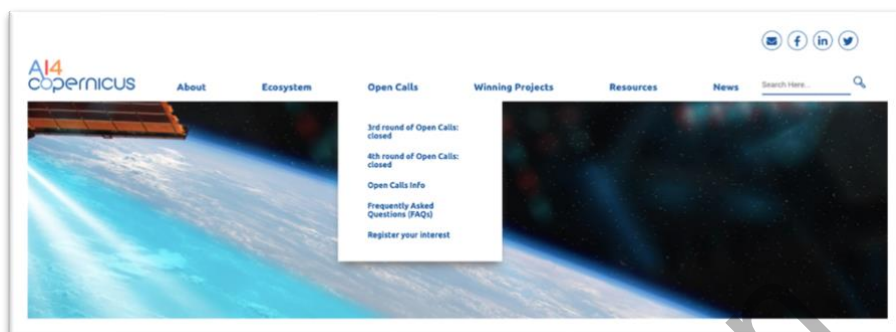 AI4
copernicus
About Ecosystem Open Calls Winning Projects Resources News Search Here...
3rd round of Open Calls:
closed
4th round of Open Calls:
closed
Open Calls Info
Frequently Asked
Questions (FAQs)
Register your interest